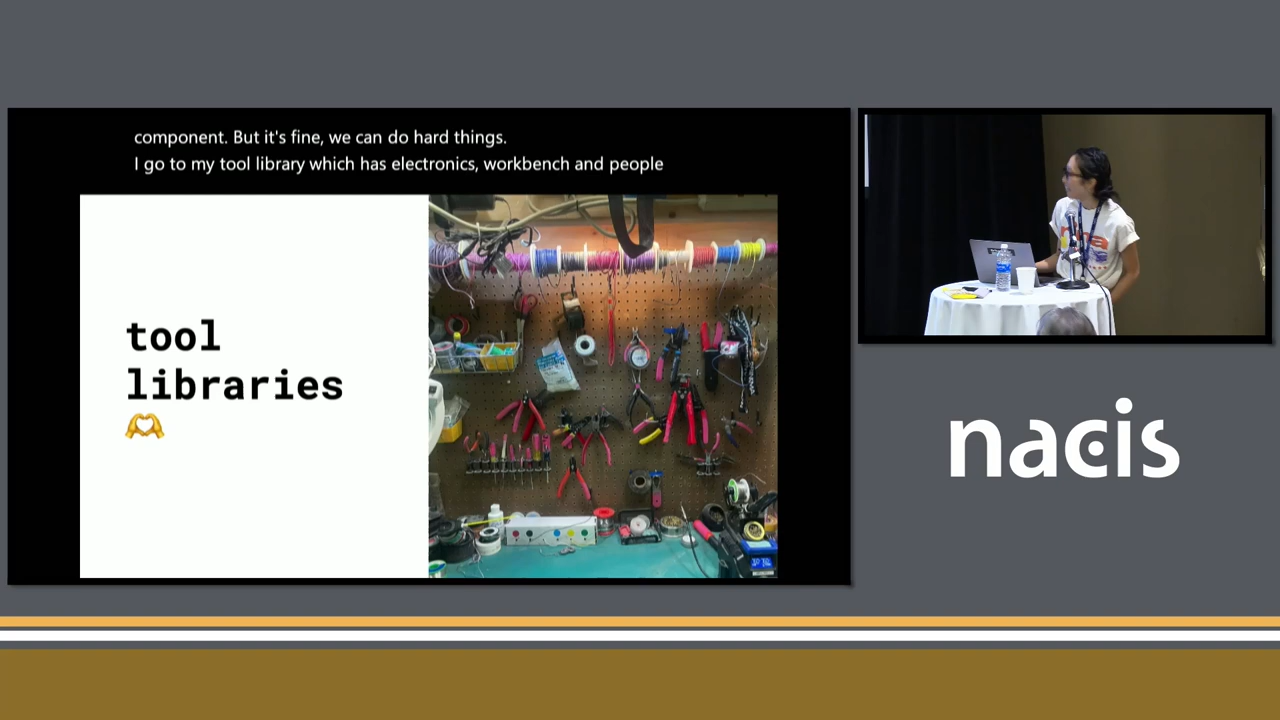 component. But it's fine, we can do hard things.
I go to my tool library which has electronics, workbench and people
tool
libraries
nacis